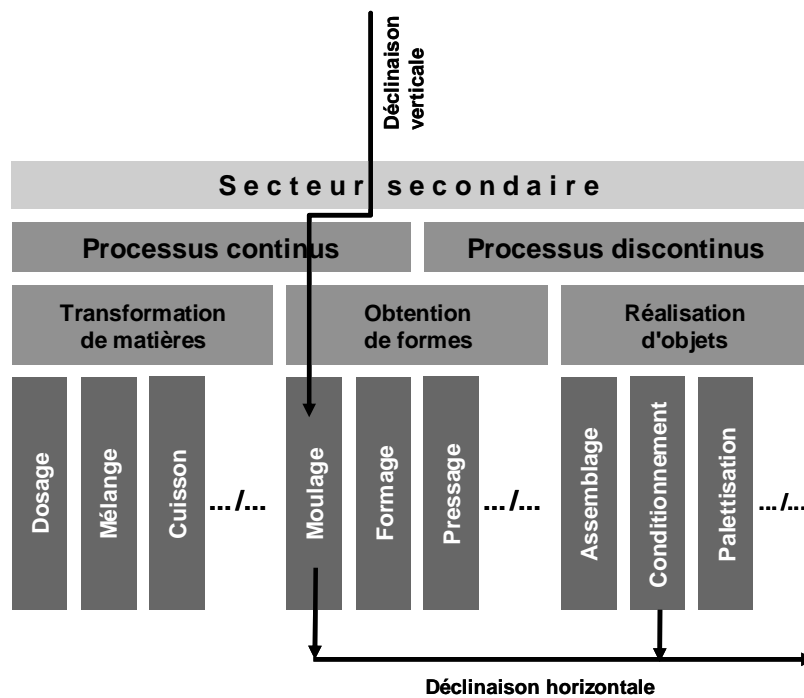 Déclinaison
verticale
Secteur secondaire
Processus continus
Processus discontinus
Transformation
de matières
Obtention
de formes
Réalisation
d'objets
Dosage
Mélange
Cuisson
.../...
Moulage
Formage
Pressage
.../...
Assemblage
Conditionnement
Palettisation
.../...
Déclinaison horizontale